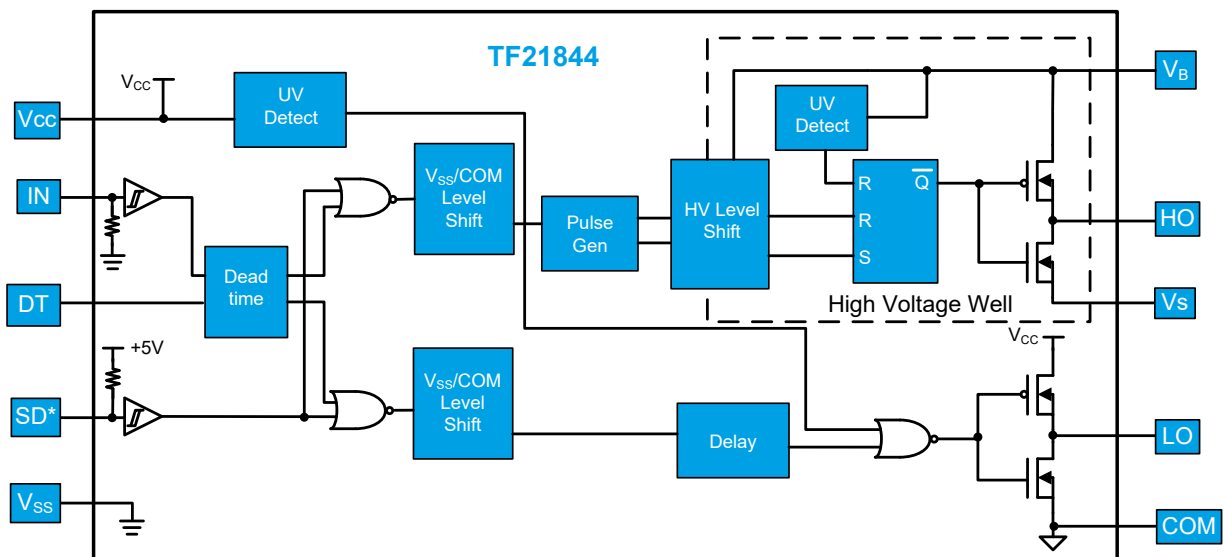 TF21844
VCC
UV
Detect
VB
Vcc
UV
Detect
IN
VSS/COM
Level
Shift
R
Q
Pulse
Gen
HV Level
Shift
R
HO
Dead
time
S
DT
High Voltage Well
Vs
+5V
VCC
VSS/COM
Level
Shift
SD*
Delay
LO
VSS
COM